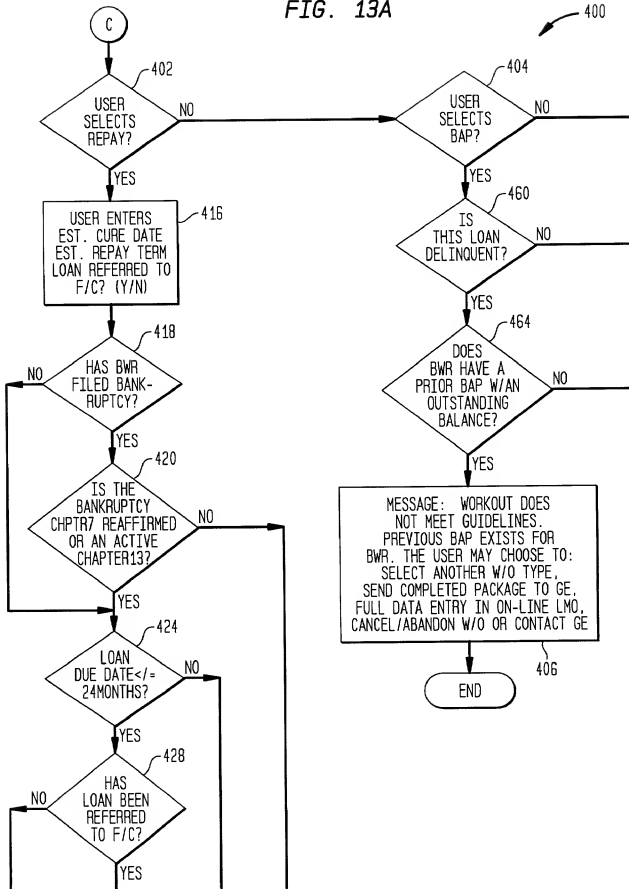 FIG. 13A
400
C
402
USER
SELECTS
REPAY?
NO
YES
416
USER ENTERS
EST. CURE DATE
EST. REPAY TERM
LOAN REFERRED TO
F/C? (Y/N)
418
HAS BWR
FILED BANK-
RUPTCY?
NO
YES
420
IS THE
BANKRUPTCY
CHPTR7 REAFFIRMED
OR AN ACTIVE
CHAPTER13?
NO
YES
424
LOAN
DUE DATE</=
24MONTHS?
NO
YES
428
HAS
LOAN BEEN
REFERRED
TO F/C?
NO
YES
404
USER
SELECTS
BAP?
NO
YES
460
IS
THIS LOAN
DELINQUENT?
NO
YES
464
DOES
BWR HAVE A
PRIOR BAP W/AN
OUTSTANDING
BALANCE?
NO
YES
MESSAGE: WORKOUT DOES
NOT MEET GUIDELINES.
PREVIOUS BAP EXISTS FOR
BWR. THE USER MAY CHOOSE TO:
SELECT ANOTHER W/O TYPE,
SEND COMPLETED PACKAGE TO GE,
FULL DATA ENTRY IN ON-LINE LMO,
CANCEL/ABANDON W/O OR CONTACT GE
406
END